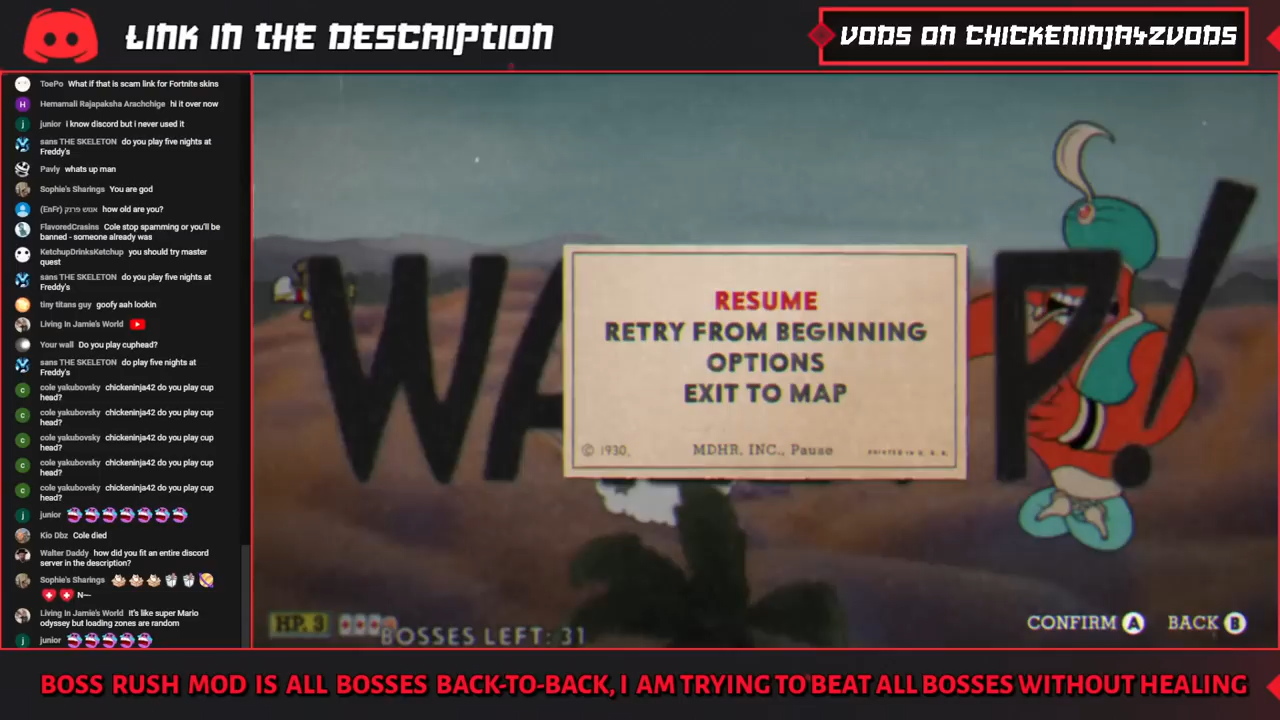 LINK IN THE DESCRIPTION
VODS ON CHICKENINJA42VODS
ToePo What if that is scam link for Fortnite skins
Hemamali Rajapaksha Arachchige hi it over now
junior i know discord but i never used it
sans THE SKELETON do you play five nights at
Freddy's
Pavly whats up man
Sophie's Sharings You are god
(EnFr) אנוש פרנק how old are you?
FlavoredCrasins Cole stop spamming or you'll be
banned - someone already was
KetchupDrinksKetchup you should try master
quest
sans THE SKELETON do you play five nights at
Freddy's
tiny titans guy goofy aah lookin
Living In Jamie's World
Your wall Do you play cuphead?
sans THE SKELETON do play five nights at
Freddy's
cole yakubovsky chickeninja42 do you play cup
head?
cole yakubovsky chickeninja42 do you play cup
head?
cole yakubovsky chickeninja42 do you play cup
head?
cole yakubovsky chickeninja42 do you play cup
head?
cole yakubovsky chickeninja42 do you play cup
head?
junior
Kio Dbz Cole died
Walter Daddy how did you fit an entire discord
server in the description?
Sophie's Sharings
N—
Living In Jamie's World It's like super Mario
odyssey but loading zones are random
junior
WA P!
RESUME
RETRY FROM BEGINNING
OPTIONS
EXIT TO MAP
© 1930, MDHR, INC., Pause PRINTED IN U. S. A.
HP. 3
BOSSES LEFT: 31
CONFIRM A BACK B
BOSS RUSH MOD IS ALL BOSSES BACK-TO-BACK, I AM TRYING TO BEAT ALL BOSSES WITHOUT HEALING